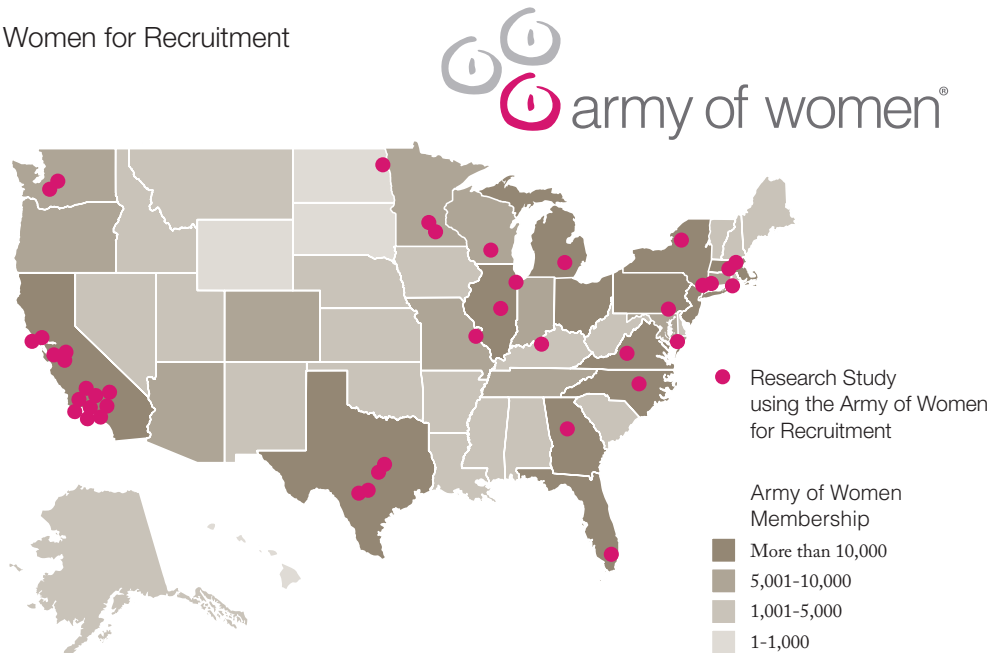 Women for Recruitment
army of women®
Research Study
using the Army of Women
for Recruitment
Army of Women
Membership
More than 10,000
5,001-10,000
1,001-5,000
1-1,000